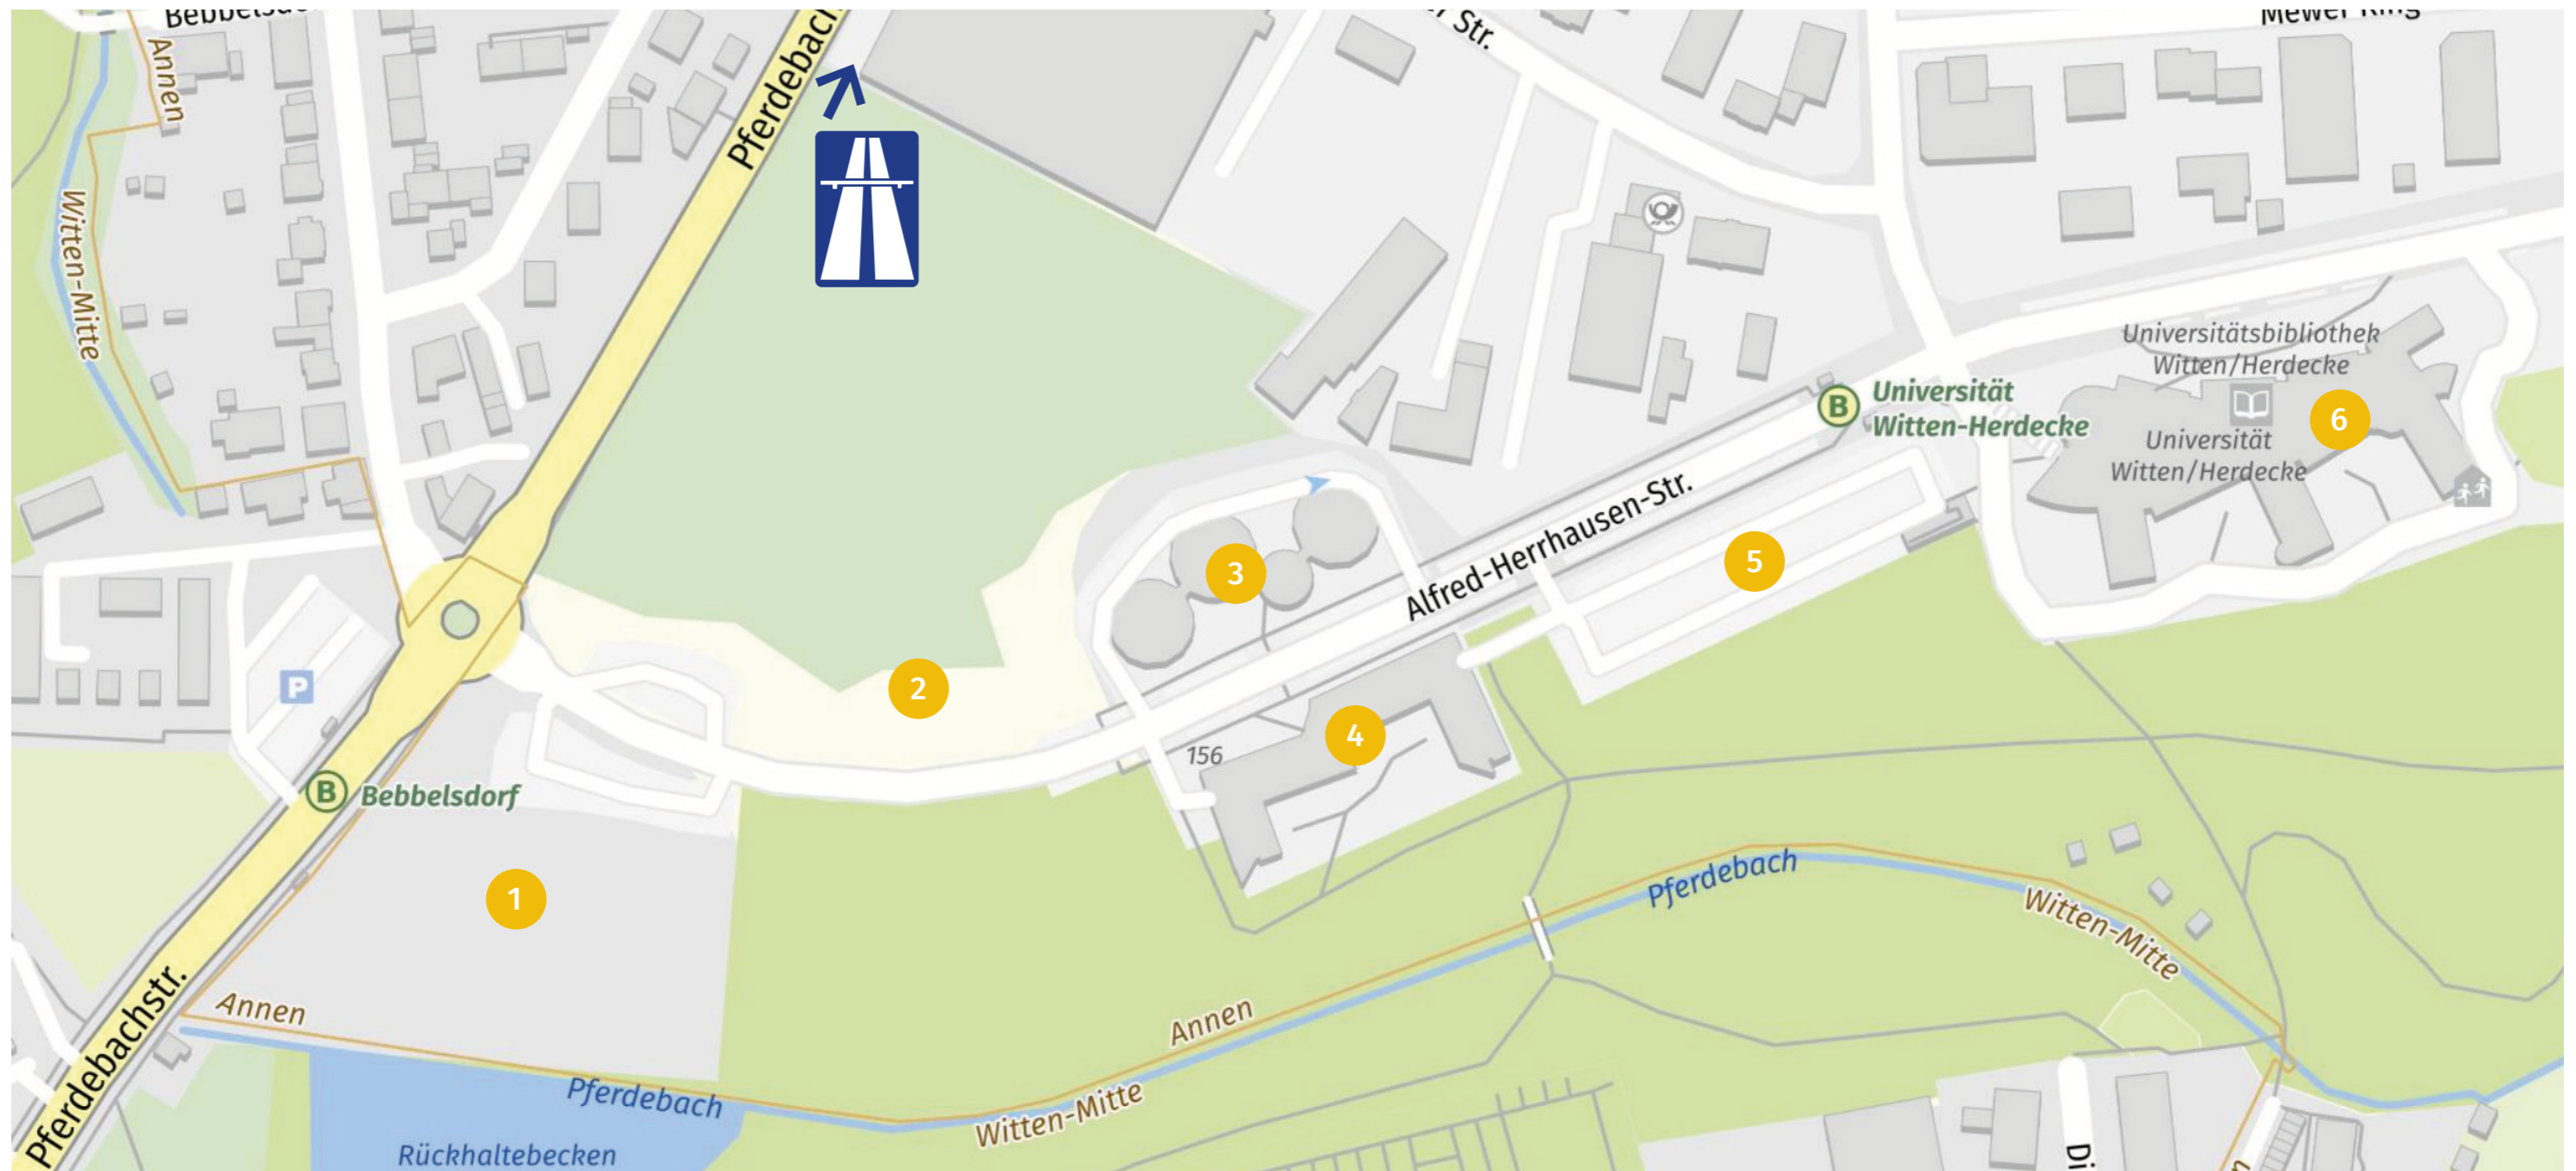 Annen
Witten-Mitte
Pferdebach
Str.
Universitätsbibliothek
Witten/Herdecke
Universität
Witten-Herdecke
B
Universität
Witten/Herdecke
6
Alfred-Herrhausen-Str.
5
3
2
4
156
P
B
Bebbelsdorf
1
Pferdebachstr.
Annen
Pferdebach
Rückhaltebecken
Annen
Witten-Mitte
Pferdebach
Witten-Mitte